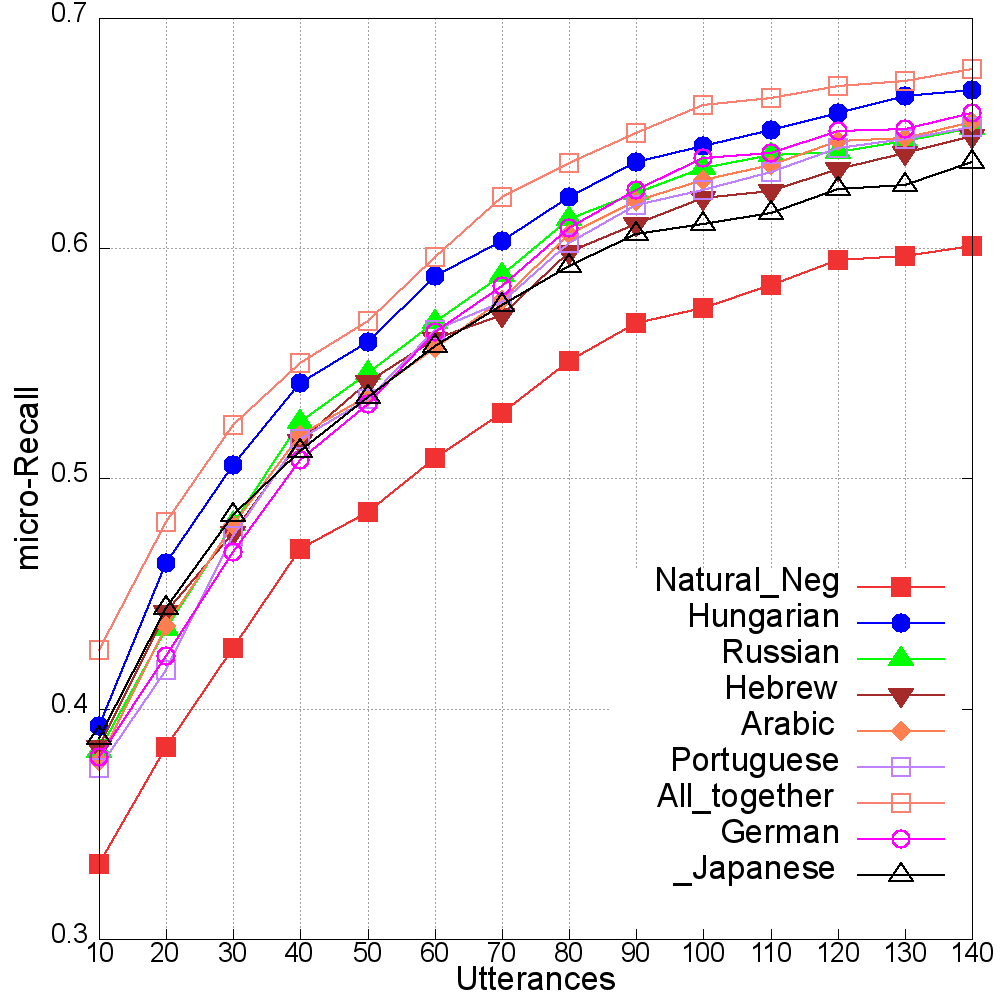 0.7
0.6
0.5
0.4
0.3
micro-Recall
10 20 30 40 50 60 70 80 90 100 110 120 130 140
Utterances
Natural_Neg
Hungarian
Russian
Hebrew
Arabic
Portuguese
All_together
German
_Japanese